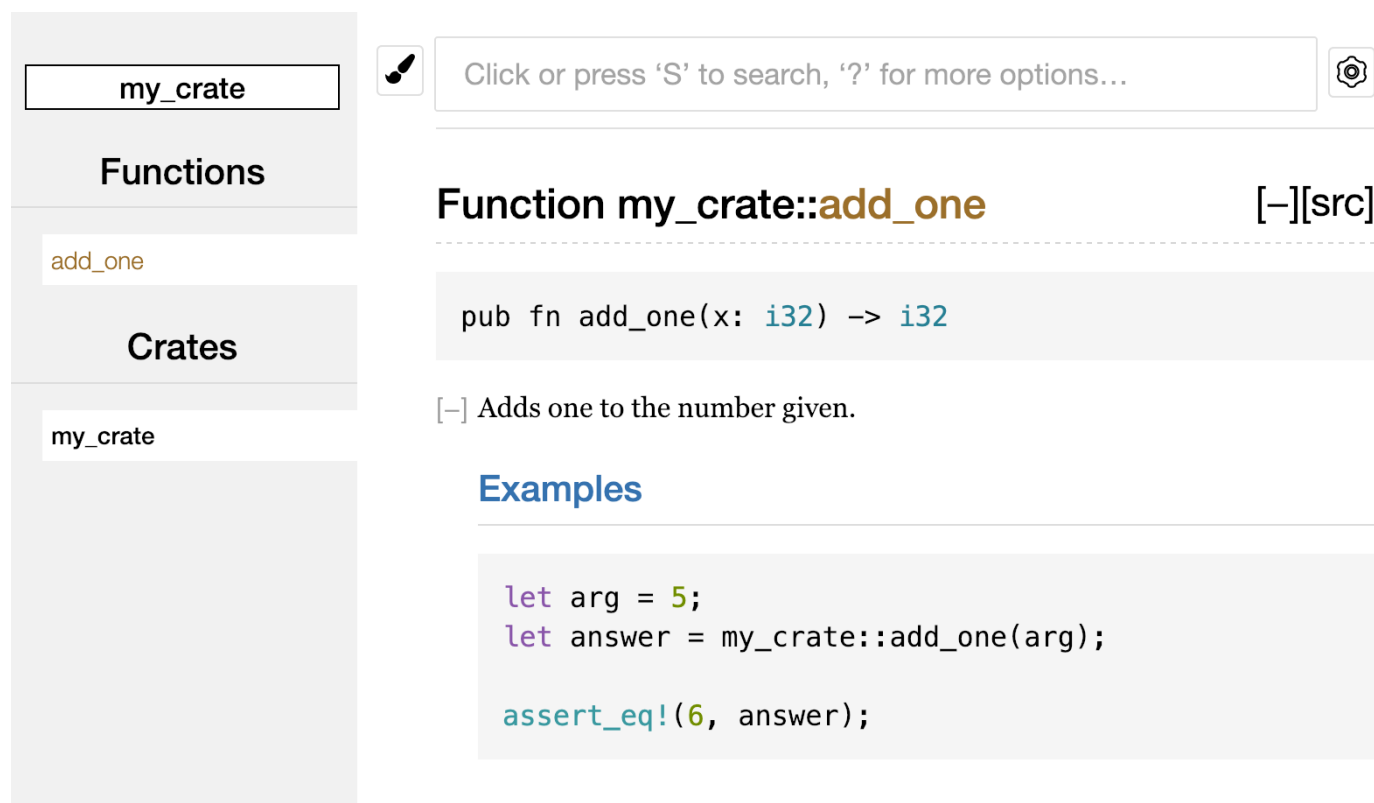 my_crate
Functions
add_one
Crates
my_crate
Click or press ‘S’ to search, ‘?’ for more options…
Function my_crate::add_one
[−][src]
pub fn add_one(x: i32) -> i32
[−] Adds one to the number given.
Examples
let arg = 5;
let answer = my_crate::add_one(arg);
assert_eq!(6, answer);